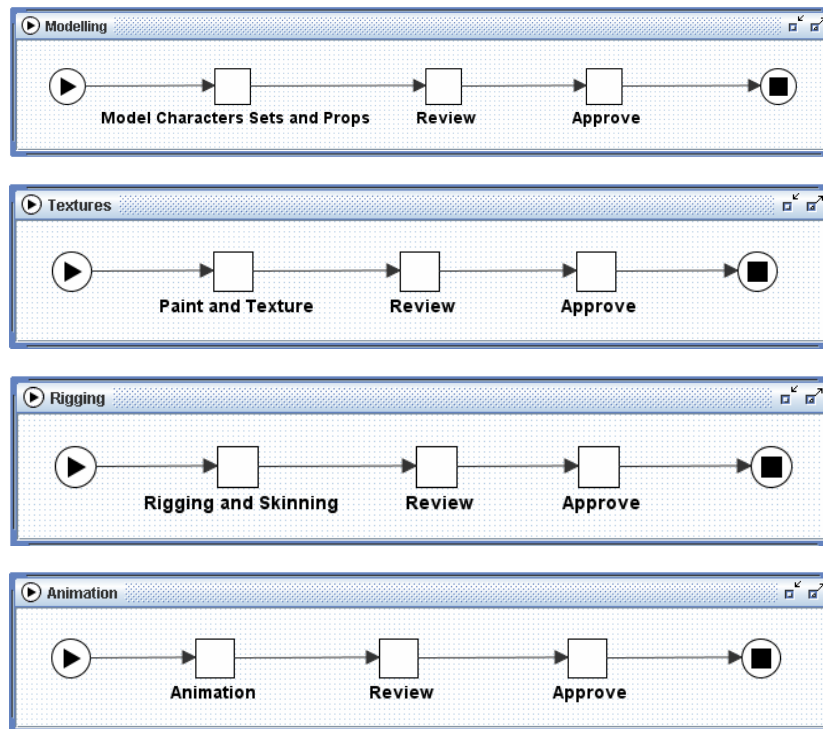 Modelling
Model Characters Sets and Props Review Approve
Textures
Paint and Texture Review Approve
Rigging
Rigging and Skinning Review Approve
Animation
Animation Review Approve